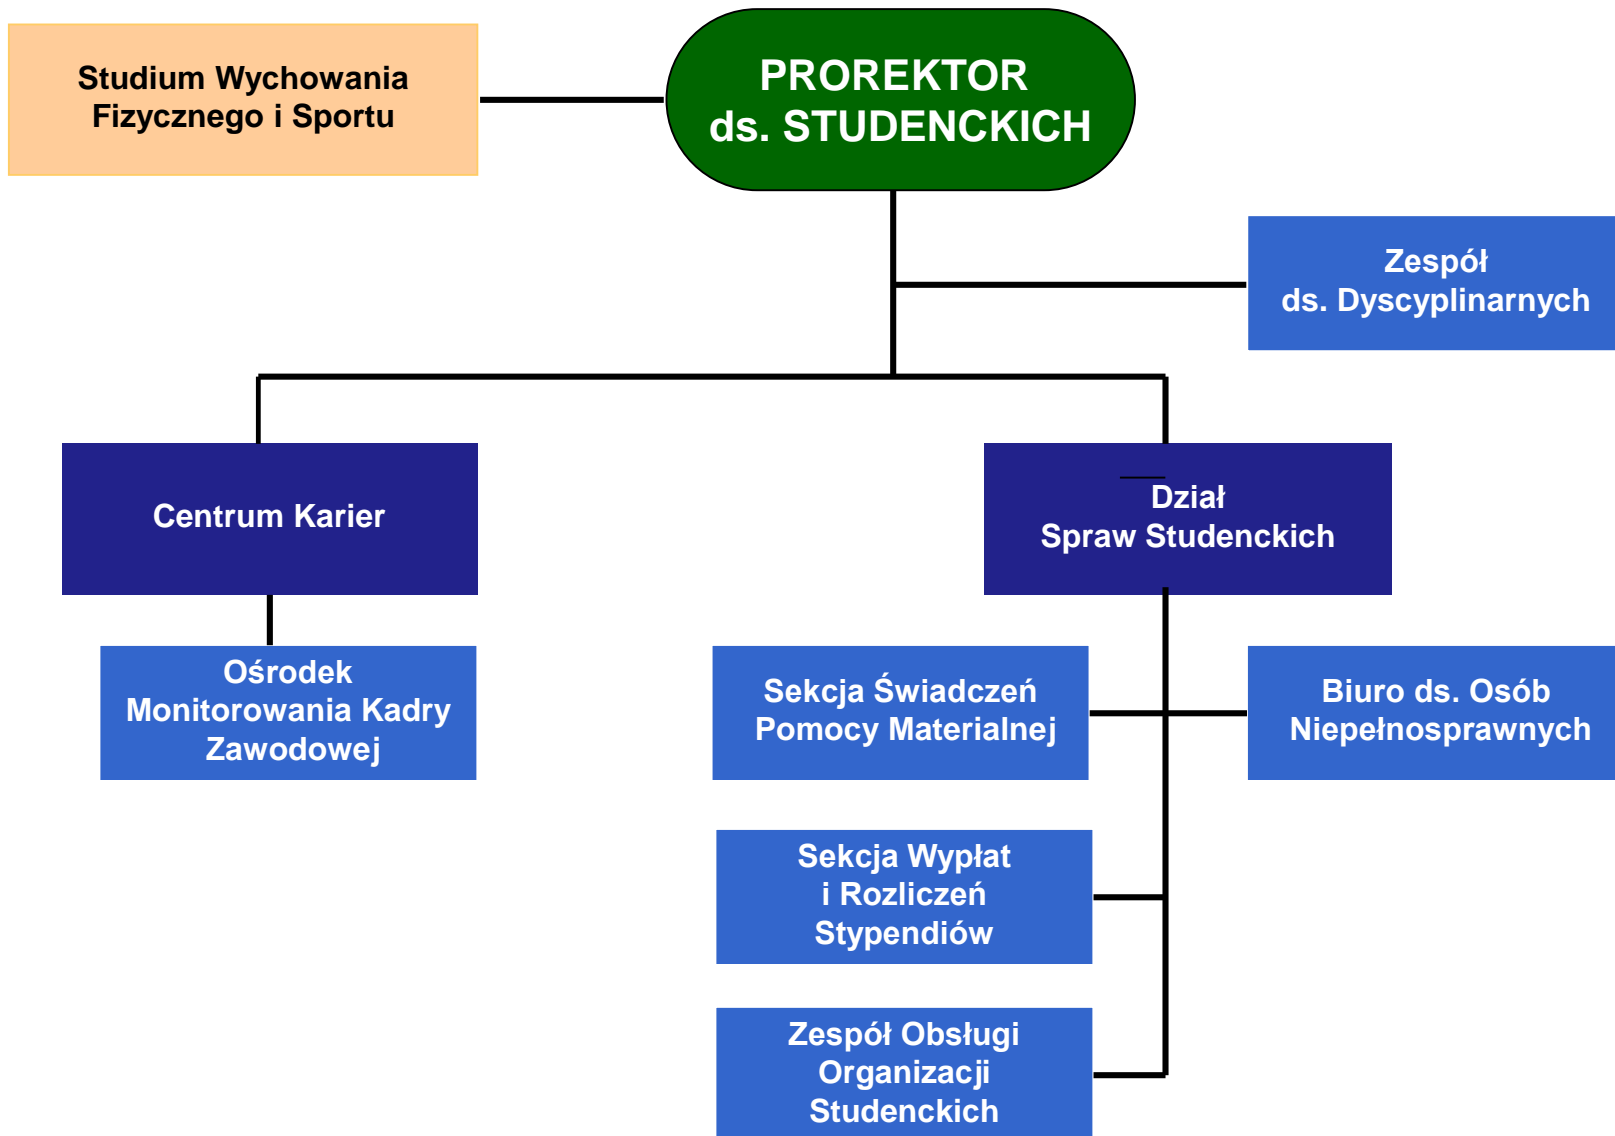 Studium Wychowania
Fizycznego i Sportu
PROREKTOR
ds. STUDENCKICH
Zespół
ds. Dyscyplinarnych
Centrum Karier
Dział
Spraw Studenckich
Ośrodek
Monitorowania Kadry
Zawodowej
Sekcja Świadczeń
Pomocy Materialnej
Biuro ds. Osób
Niepełnosprawnych
Sekcja Wypłat
i Rozliczeń
Stypendiów
Zespół Obsługi
Organizacji
Studenckich